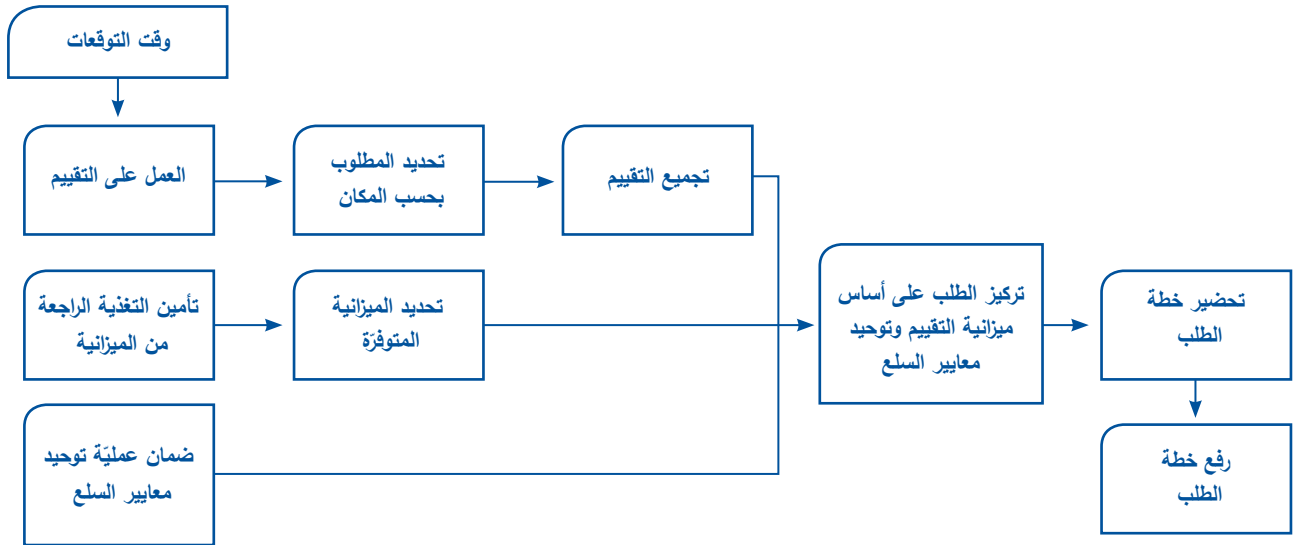 وقت التوقعات
العمل على التقييم
تحديد المطلوب
بحسب المكان
تجميع التقييم
تأمين التغذية الراجعة
من الميزانية
تحديد الميزانية
المتوفّرة
ضمان عمليّة توحيد
معايير السلع
تركيز الطلب على أساس
ميزانية التقييم وتوحيد
معايير السلع
تحضير خطة
الطلب
رفع خطة
الطلب